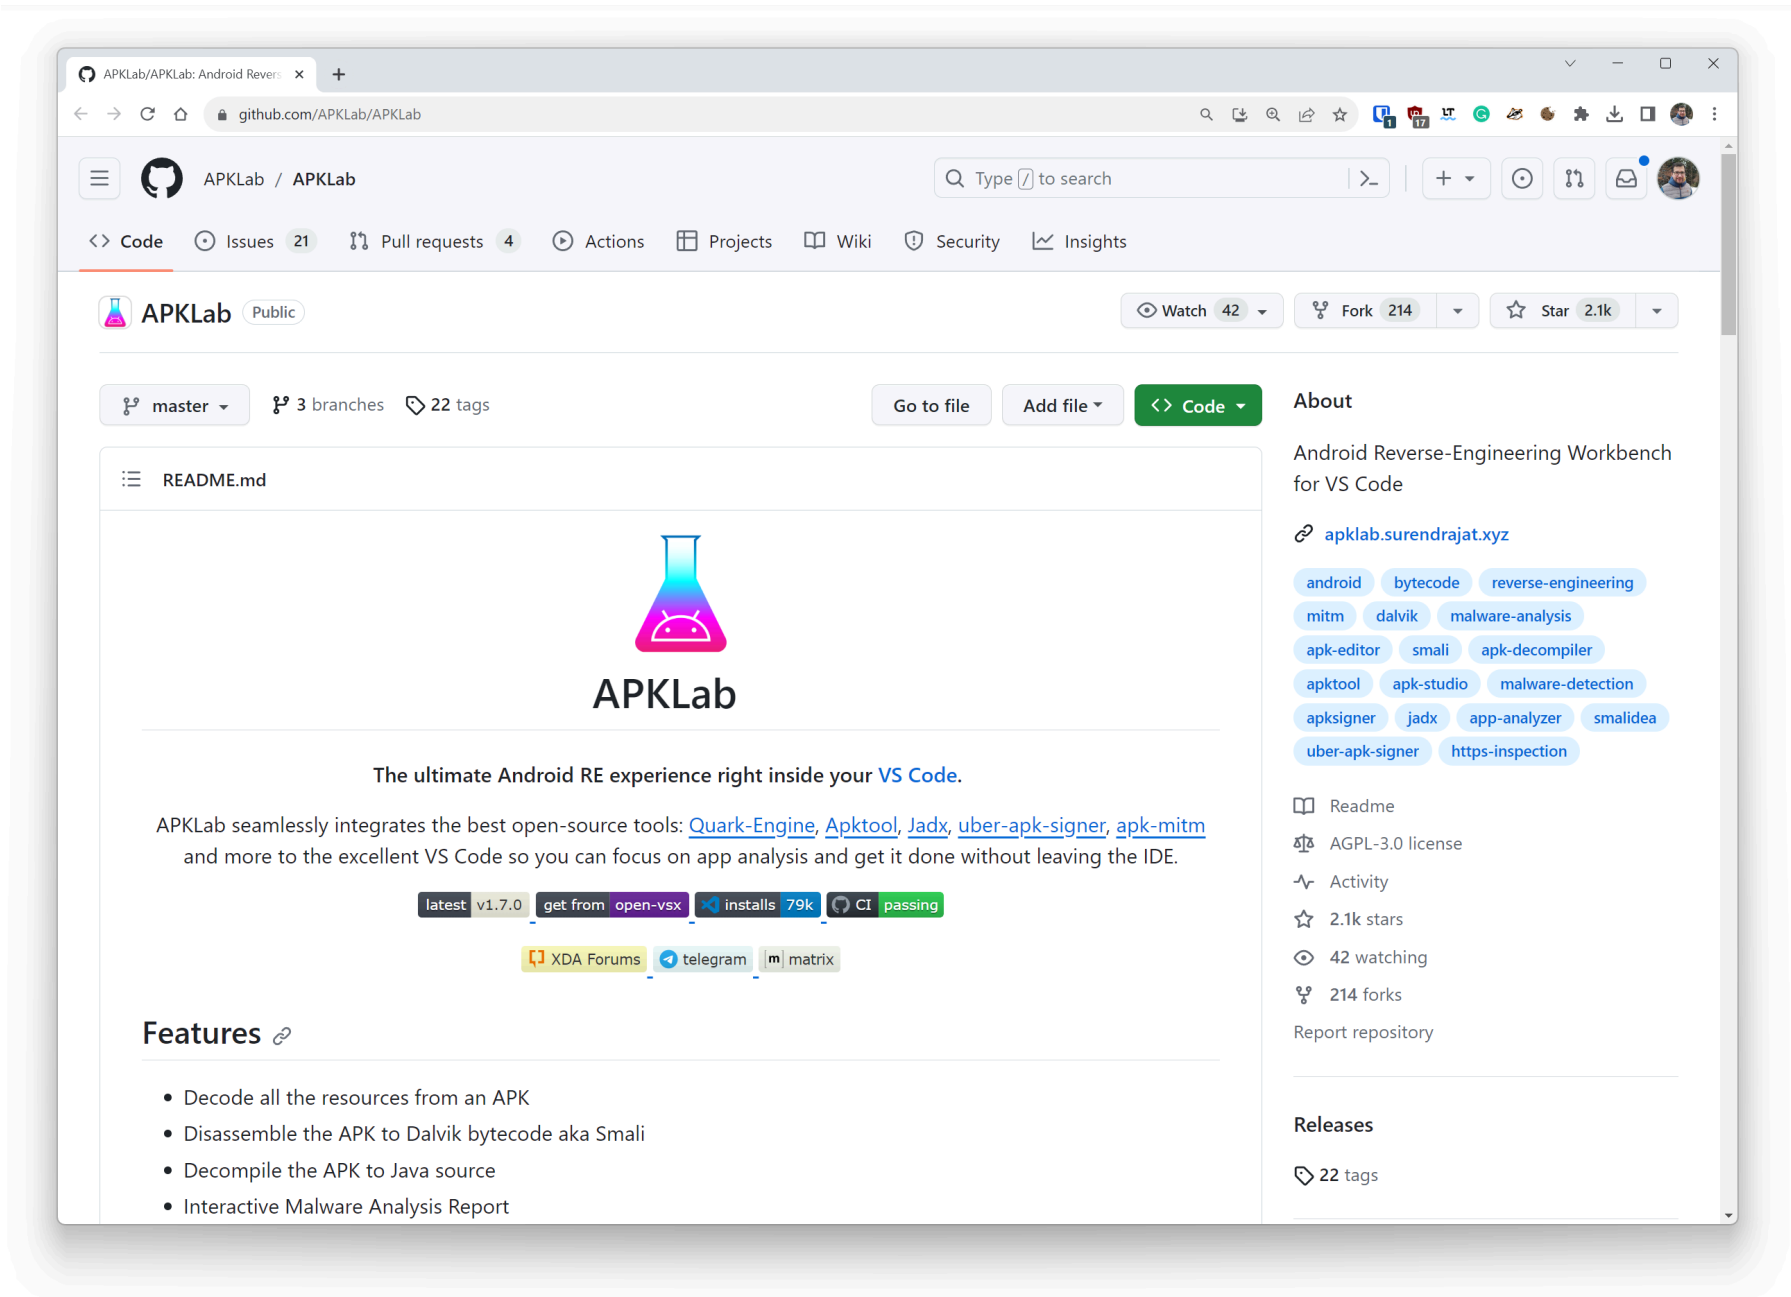 APKLab/APKLab: Android Revers
github.com/APKLab/APKLab
1
17
LT
APKLab / APKLab
Type / to search
Code
Issues 21
Pull requests 4
Actions
Projects
Wiki
Security
Insights
APKLab Public
Watch 42
Fork 214
Star 2.1k
master
3 branches
22 tags
Go to file
Add file
Code
README.md
APKLab
The ultimate Android RE experience right inside your VS Code.
APKLab seamlessly integrates the best open-source tools: Quark-Engine, Apktool, Jadx, uber-apk-signer, apk-mitm
and more to the excellent VS Code so you can focus on app analysis and get it done without leaving the IDE.
latest v1.7.0 get from open-vsx installs 79k CI passing
XDA Forums telegram [m] matrix
Features
• Decode all the resources from an APK
• Disassemble the APK to Dalvik bytecode aka Smali
• Decompile the APK to Java source
• Interactive Malware Analysis Report
About
Android Reverse-Engineering Workbench
for VS Code
apklab.surendrajat.xyz
android bytecode reverse-engineering
mitm dalvik malware-analysis
apk-editor smali apk-decompiler
apktool apk-studio malware-detection
apksigner jadx app-analyzer smalidea
uber-apk-signer https-inspection
Readme
AGPL-3.0 license
Activity
2.1k stars
42 watching
214 forks
Report repository
Releases
22 tags